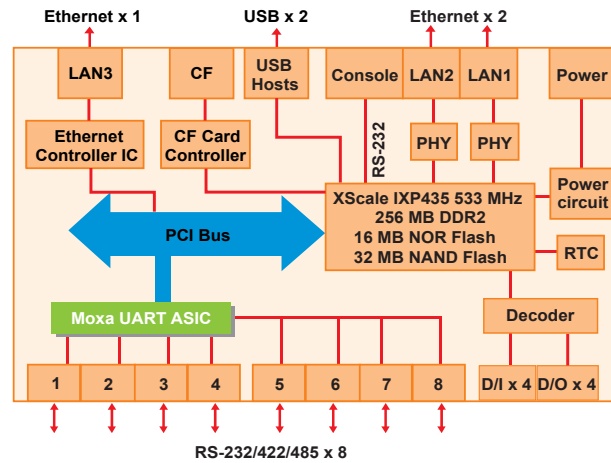 Ethernet x 1
USB x 2
Ethernet x 2
LAN3
CF
USB
Hosts
Console
LAN2
LAN1
Power
Ethernet
Controller IC
CF Card
Controller
RS-232
PHY
PHY
XScale IXP435 533 MHz
256 MB DDR2
16 MB NOR Flash
32 MB NAND Flash
Power
circuit
PCI Bus
RTC
Moxa UART ASIC
Decoder
1
2
3
4
5
6
7
8
D/I x 4
D/O x 4
RS-232/422/485 x 8